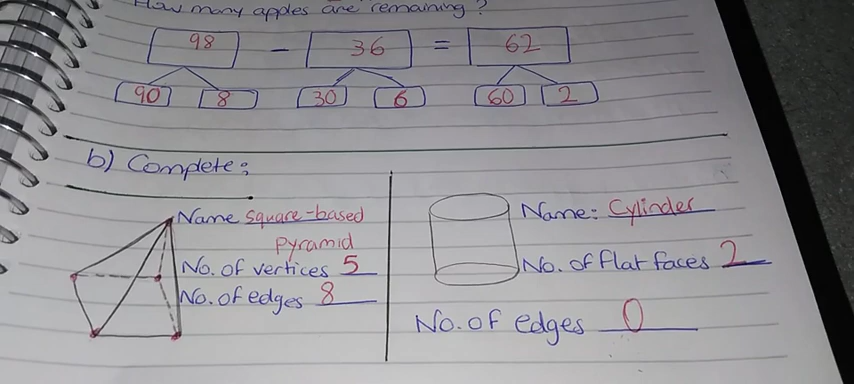 How many apples are remaining?
98 - 36 = 62
90 8 30 6 60 2
b) Complete:
Name square-based
pyramid
No. of vertices 5
No. of edges 8
Name: Cylinder
No. of flat faces 2
No. of edges 0